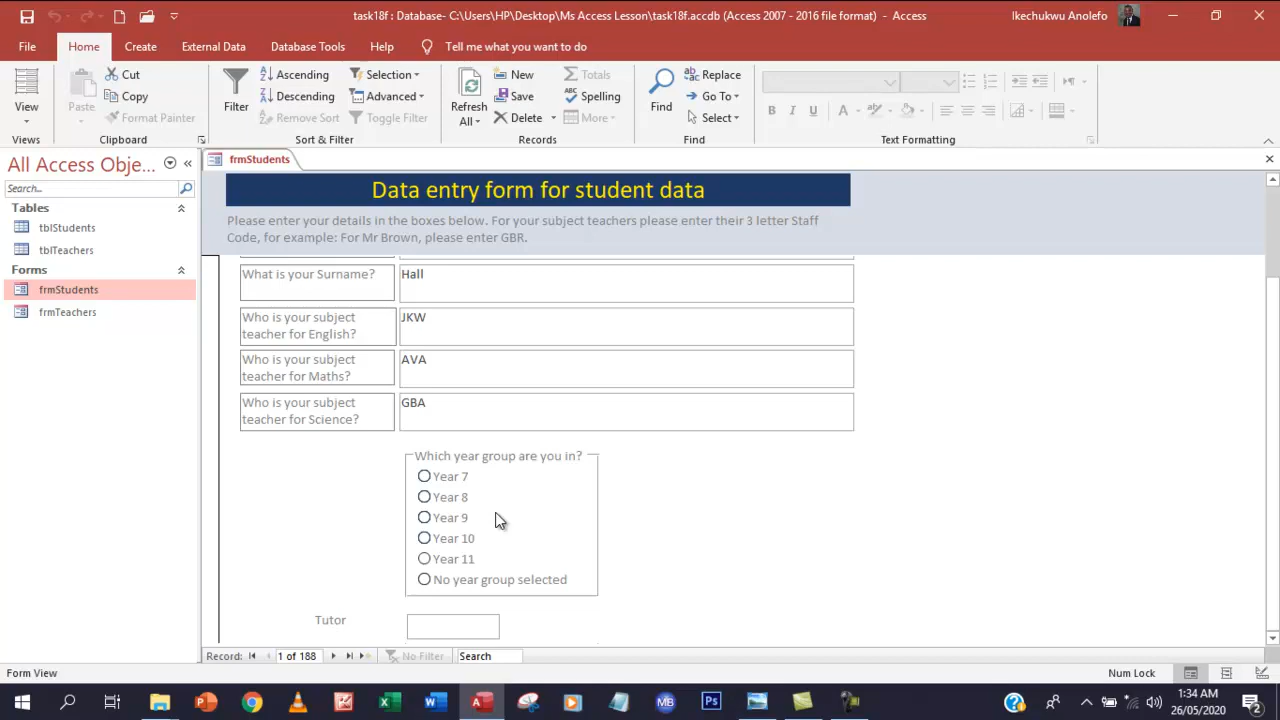 task18f : Database- C:\Users\HP\Desktop\Ms Access Lesson\task18f.accdb (Access 2007 - 2016 file format) - Access
Ikechukwu Anolefo
File Home Create External Data Database Tools Help Tell me what you want to do
View
Views
Paste
Cut
Copy
Format Painter
Clipboard
Filter
Ascending
Descending
Remove Sort
Selection
Advanced
Toggle Filter
Sort & Filter
Refresh
All
New
Save
Delete
Totals
Spelling
More
Records
Find
Replace
Go To
Select
Find
B I U A
Text Formatting
All Access Obje...
Search...
Tables
tblStudents
tblTeachers
Forms
frmStudents
frmTeachers
frmStudents
Data entry form for student data
Please enter your details in the boxes below. For your subject teachers please enter their 3 letter Staff
Code, for example: For Mr Brown, please enter GBR.
What is your Surname? Hall
Who is your subject JKW
teacher for English?
Who is your subject AVA
teacher for Maths?
Who is your subject GBA
teacher for Science?
Which year group are you in?
Year 7
Year 8
Year 9
Year 10
Year 11
No year group selected
Tutor
Record: 1 of 188 No Filter Search
Form View Num Lock
P X W A MB Ps
1:34 AM
26/05/2020
2